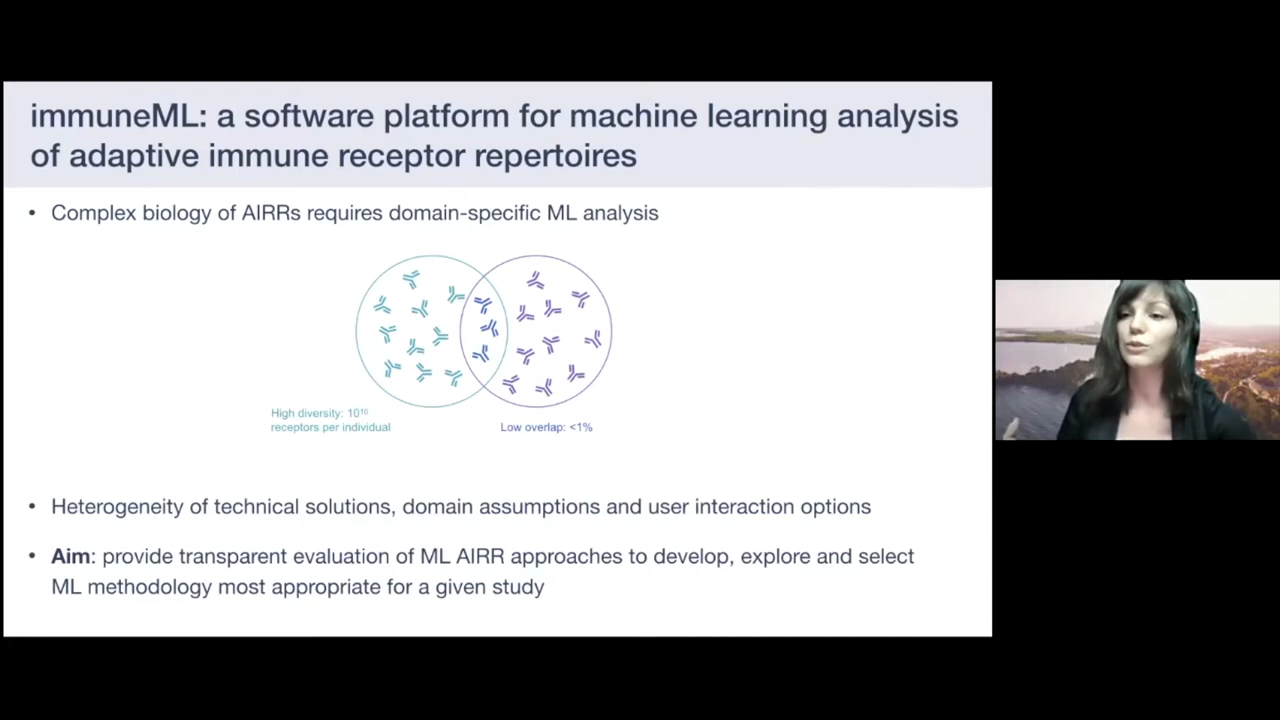 immuneML: a software platform for machine learning analysis
of adaptive immune receptor repertoires
• Complex biology of AIRRs requires domain-specific ML analysis
High diversity: 10¹⁰
receptors per individual
Low overlap: <1%
• Heterogeneity of technical solutions, domain assumptions and user interaction options
• Aim: provide transparent evaluation of ML AIRR approaches to develop, explore and select
ML methodology most appropriate for a given study